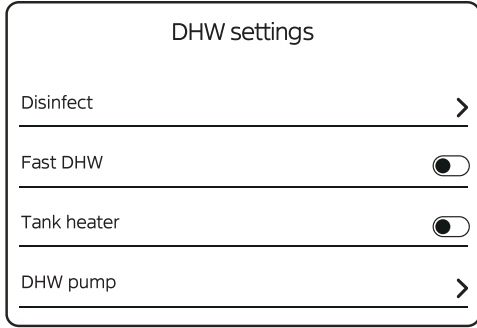 DHW settings
Disinfect
Fast DHW
Tank heater
DHW pump